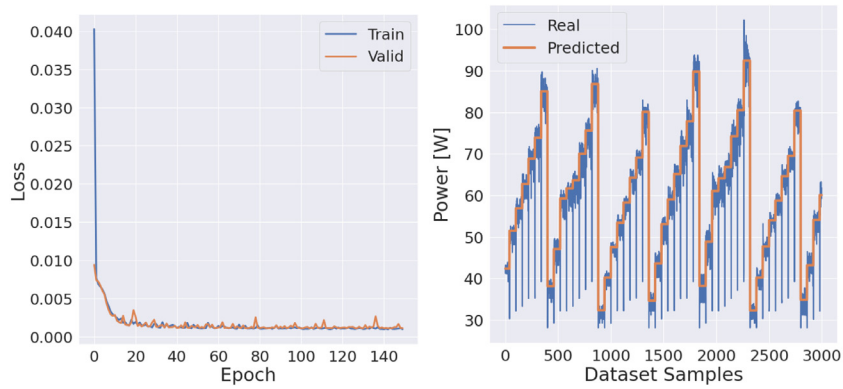 0.040
0.035
0.030
0.025
0.020
0.015
0.010
0.005
0.000
Loss
0 20 40 60 80 100 120 140
Epoch
Train
Valid
100
90
80
70
60
50
40
30
Power [W]
0 500 1000 1500 2000 2500 3000
Dataset Samples
Real
Predicted